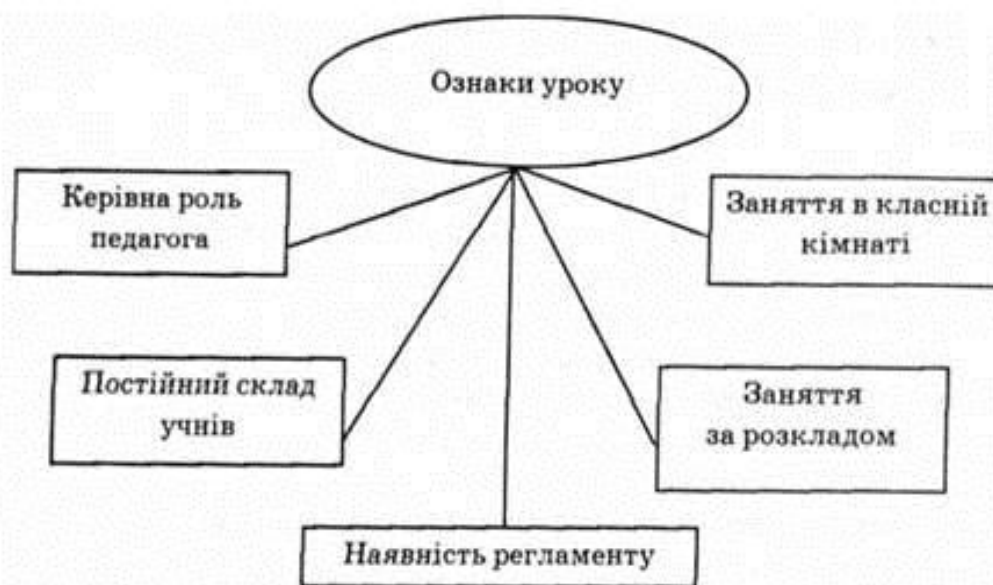 Ознаки уроку
Керівна роль
педагога
Заняття в класній
кімнаті
Постійний склад
учнів
Заняття
за розкладом
Наявність регламенту